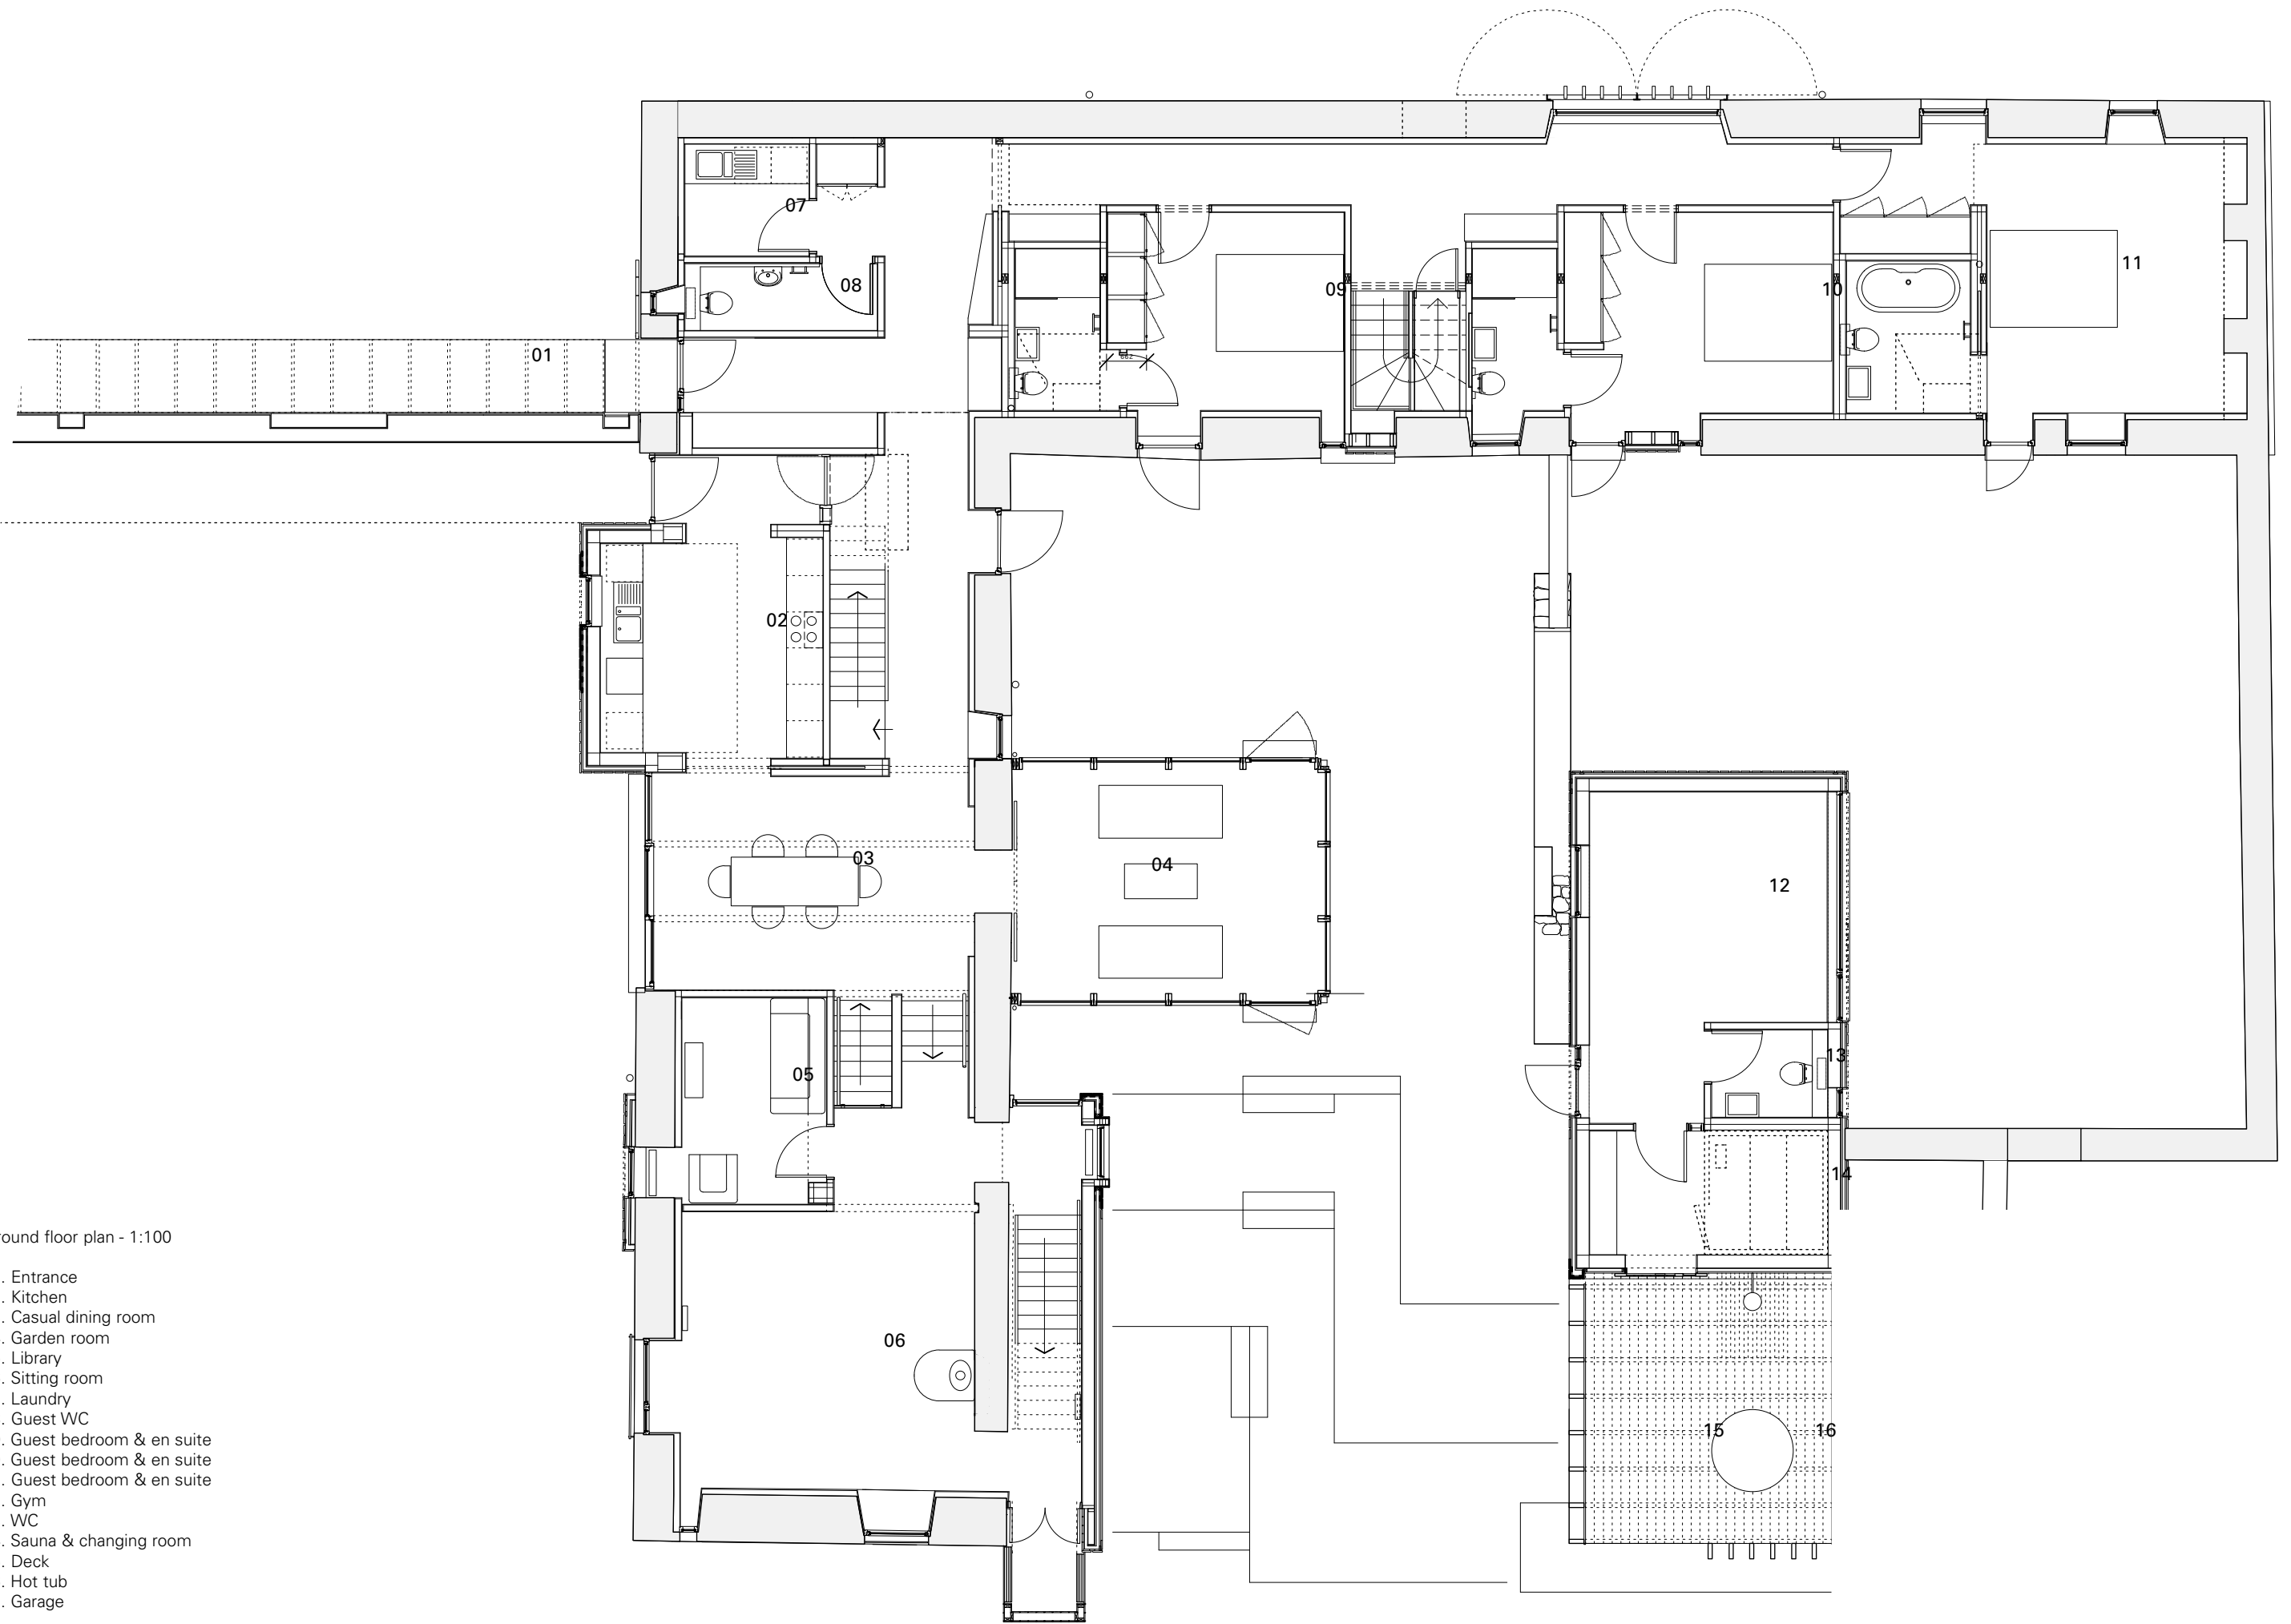 01
07
08
09
10
11
02
03
04
05
06
12
13
14
15
16
662
round floor plan - 1:100
. Entrance
. Kitchen
. Casual dining room
. Garden room
. Library
. Sitting room
. Laundry
. Guest WC
. Guest bedroom & en suite
. Guest bedroom & en suite
. Guest bedroom & en suite
. Gym
. WC
. Sauna & changing room
. Deck
. Hot tub
. Garage